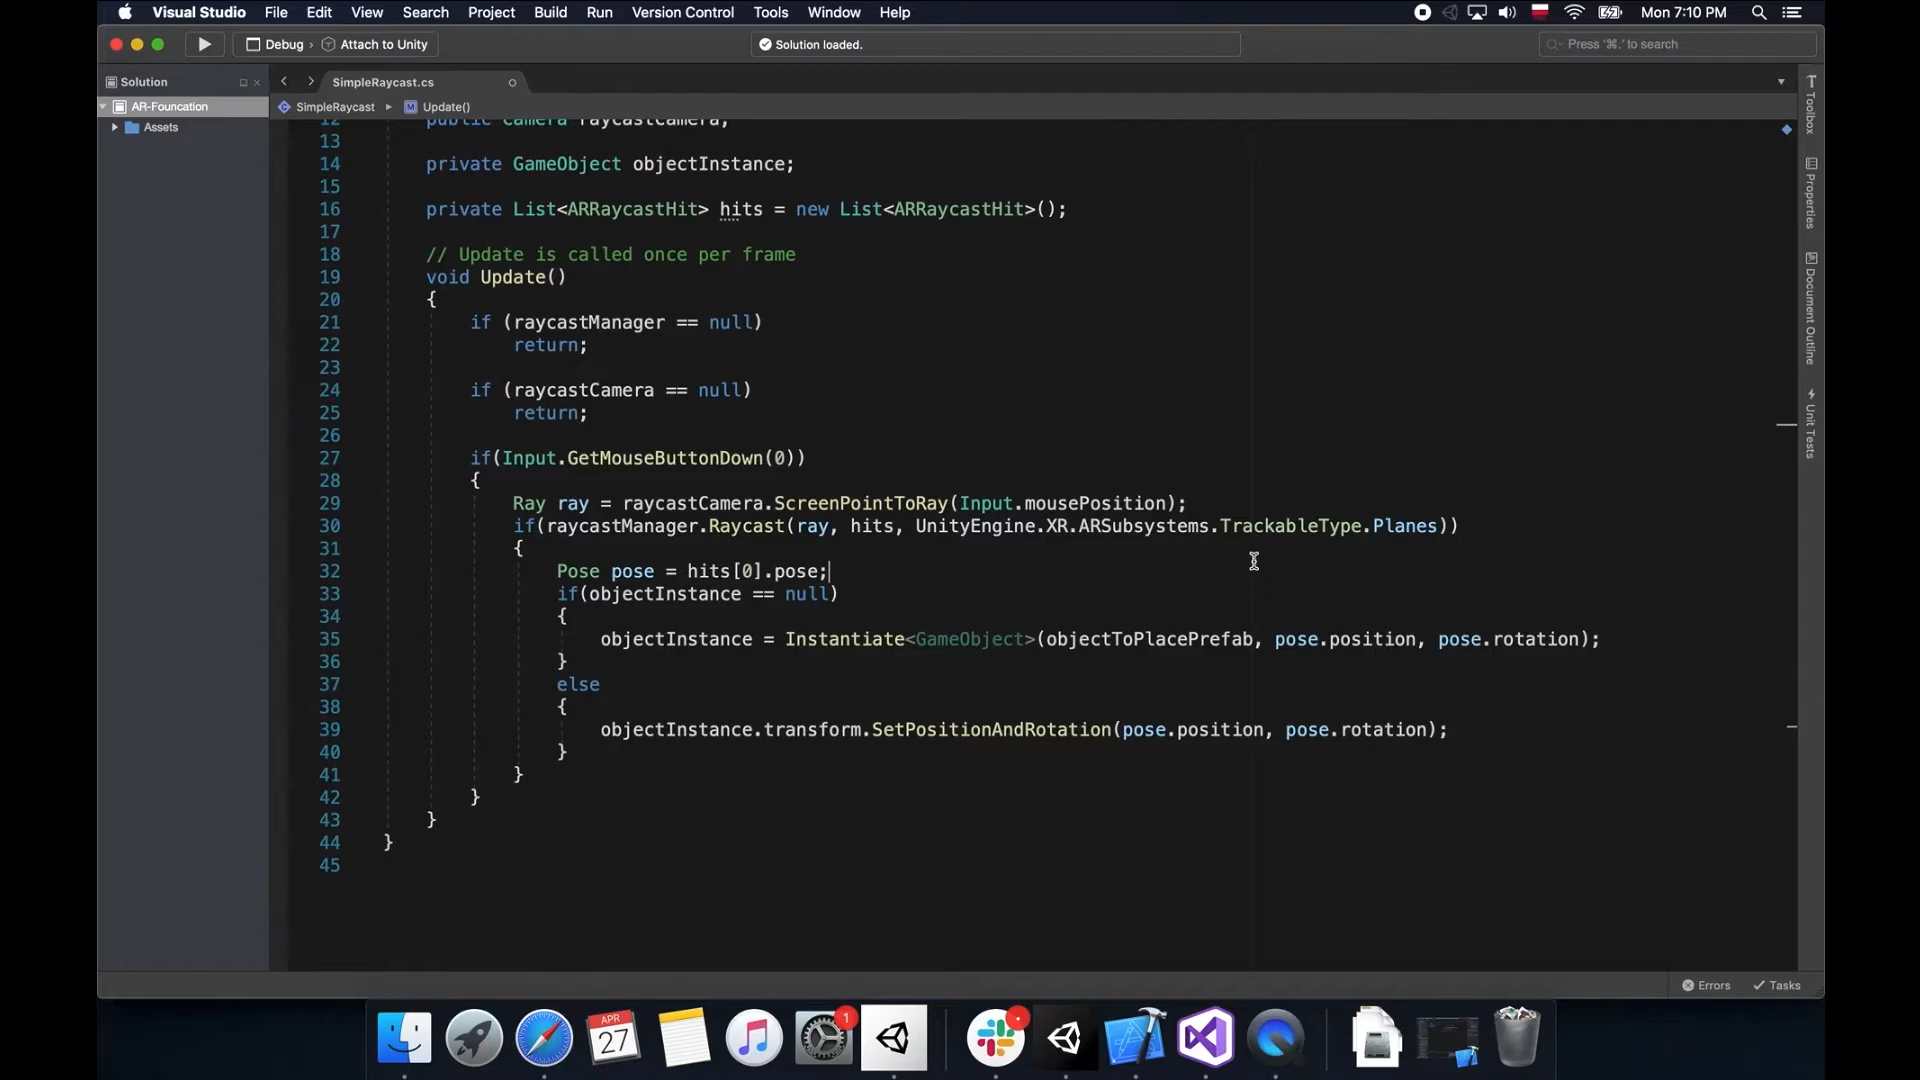 Visual Studio File Edit View Search Project Build Run Version Control Tools Window Help Mon 7:10 PM
Debug › Attach to Unity Solution loaded. Press '⌘.' to search
Solution SimpleRaycast.cs
AR-Founcation SimpleRaycast Update()
Assets
12 public Camera raycastCamera;
13
14 private GameObject objectInstance;
15
16 private List<ARRaycastHit> hits = new List<ARRaycastHit>();
17
18 // Update is called once per frame
19 void Update()
20 {
21 if (raycastManager == null)
22 return;
23
24 if (raycastCamera == null)
25 return;
26
27 if(Input.GetMouseButtonDown(0))
28 {
29 Ray ray = raycastCamera.ScreenPointToRay(Input.mousePosition);
30 if(raycastManager.Raycast(ray, hits, UnityEngine.XR.ARSubsystems.TrackableType.Planes))
31 {
32 Pose pose = hits[0].pose;
33 if(objectInstance == null)
34 {
35 objectInstance = Instantiate<GameObject>(objectToPlacePrefab, pose.position, pose.rotation);
36 }
37 else
38 {
39 objectInstance.transform.SetPositionAndRotation(pose.position, pose.rotation);
40 }
41 }
42 }
43 }
44 }
45
Toolbox
Properties
Document Outline
Unit Tests
Errors Tasks
APR
27
1